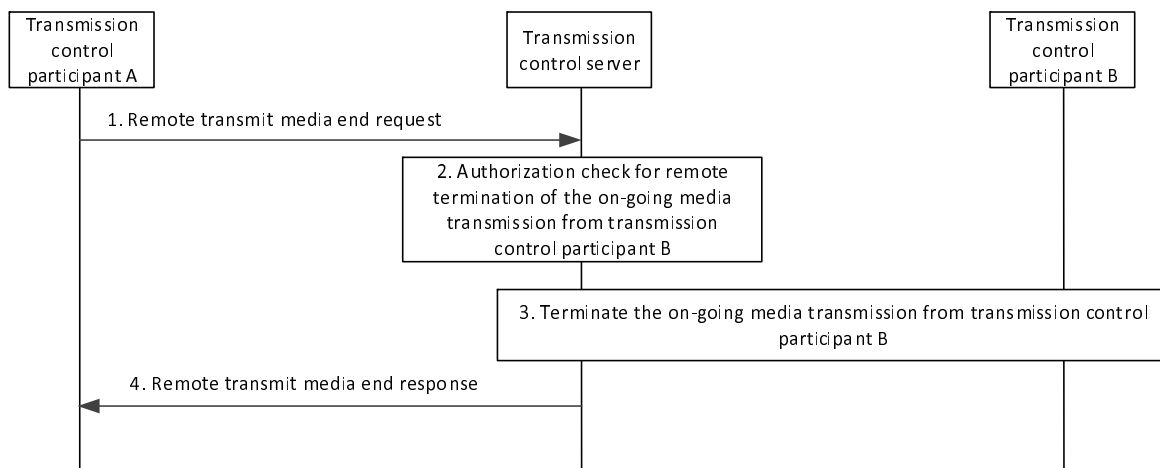 Transmission
control
participant A
Transmission
control server
Transmission
control
participant B
1. Remote transmit media end request
2. Authorization check for remote
termination of the on-going media
transmission from transmission
control participant B
3. Terminate the on-going media transmission from transmission control
participant B
4. Remote transmit media end response